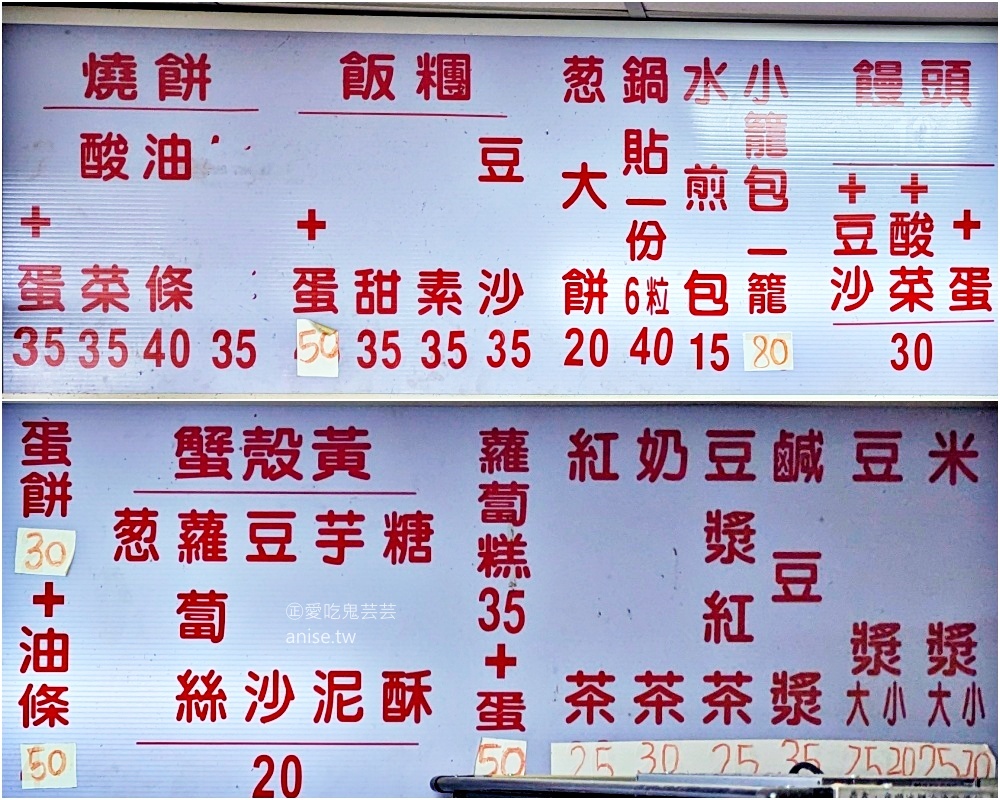 燒餅
+蛋 35
酸菜 35
油條 40
35
飯糰
+蛋 50
甜 35
素 35
豆沙 35
葱大餅 20
鍋貼一份6粒 40
水煎包 15
小籠包一籠 80
饅頭
+豆沙
+酸菜
+蛋
30
蛋餅 30
+油條 50
蟹殼黃
葱
蘿蔔絲
豆沙
芋泥
糖酥
20
蘿蔔糕 35
+蛋 50
紅茶 25
奶茶 30
豆漿紅茶 25
鹹豆漿 35
豆漿 大 25 小 20
米漿 大 25 小 20
㊣愛吃鬼芸芸
anise.tw